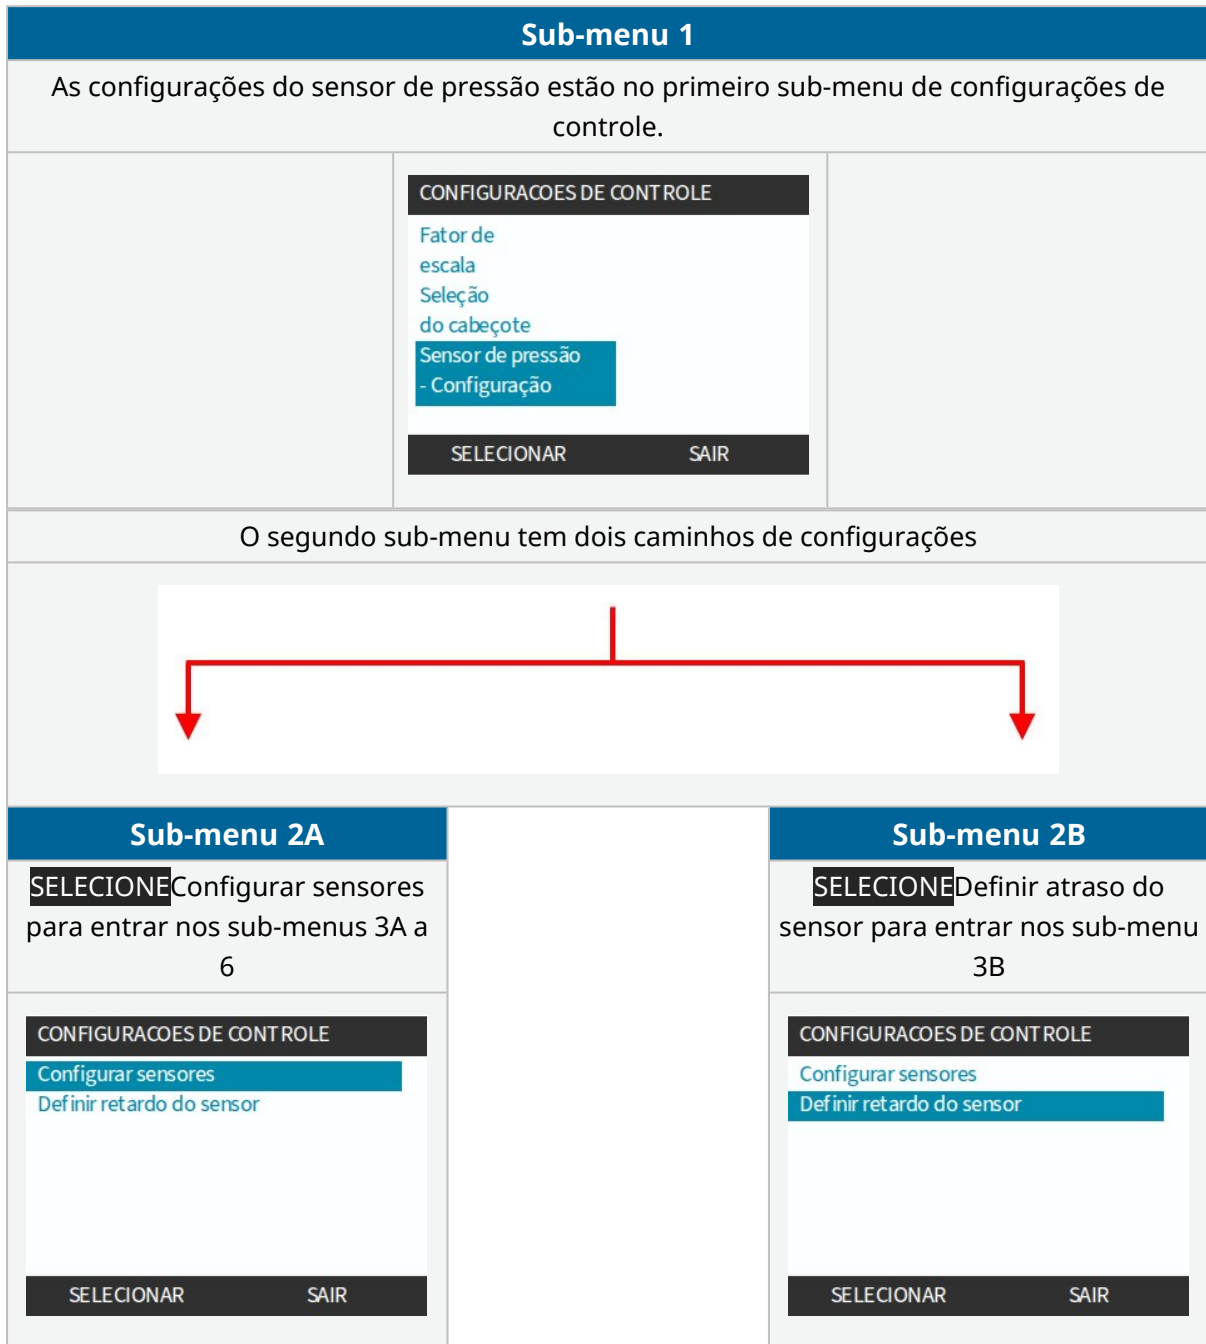 Sub-menu 1
As configurações do sensor de pressão estão no primeiro sub-menu de configurações de
controle.
CONFIGURACOES DE CONTROLE
Fator de
escala
Seleção
do cabeçote
Sensor de pressão
- Configuração
SELECIONAR SAIR
O segundo sub-menu tem dois caminhos de configurações
Sub-menu 2A
SELECIONEConfigurar sensores
para entrar nos sub-menus 3A a
6
CONFIGURACOES DE CONTROLE
Configurar sensores
Definir retardo do sensor
SELECIONAR SAIR
Sub-menu 2B
SELECIONEDefinir atraso do
sensor para entrar nos sub-menu
3B
CONFIGURACOES DE CONTROLE
Configurar sensores
Definir retardo do sensor
SELECIONAR SAIR